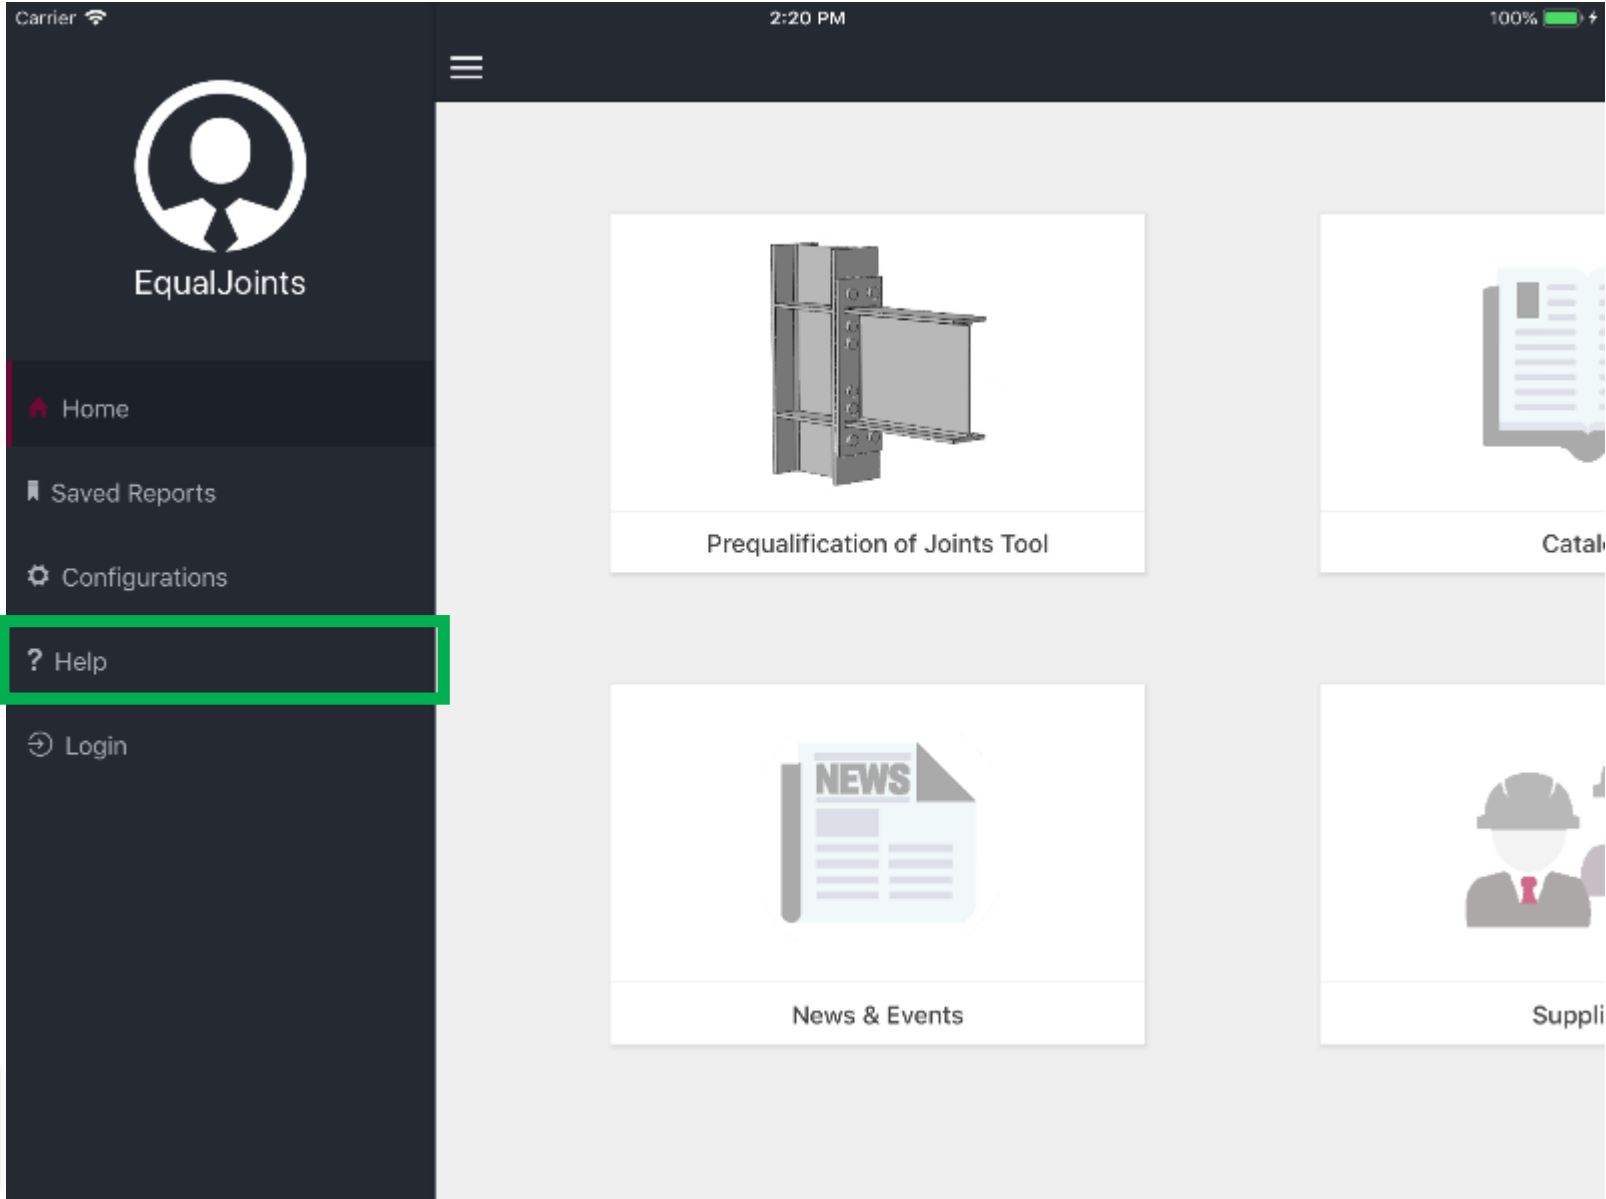 Carrier
2:20 PM
100%
EqualJoints
Home
Saved Reports
Configurations
? Help
Login
Prequalification of Joints Tool
NEWS
News & Events